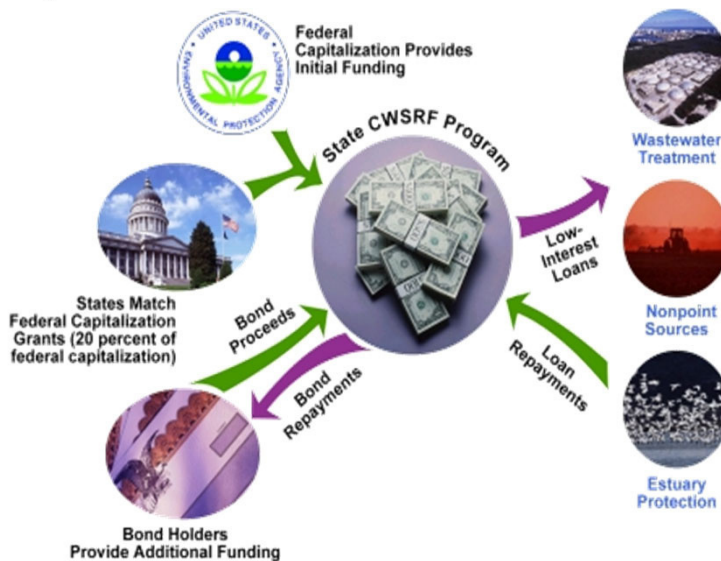 UNITED STATES
ENVIRONMENTAL PROTECTION AGENCY
Federal
Capitalization Provides
Initial Funding
State CWSRF Program
Wastewater
Treatment
States Match
Federal Capitalization
Grants (20 percent of
federal capitalization)
Low-
Interest
Loans
Nonpoint
Sources
Bond
Proceeds
Bond
Repayments
Loan
Repayments
Estuary
Protection
Bond Holders
Provide Additional Funding